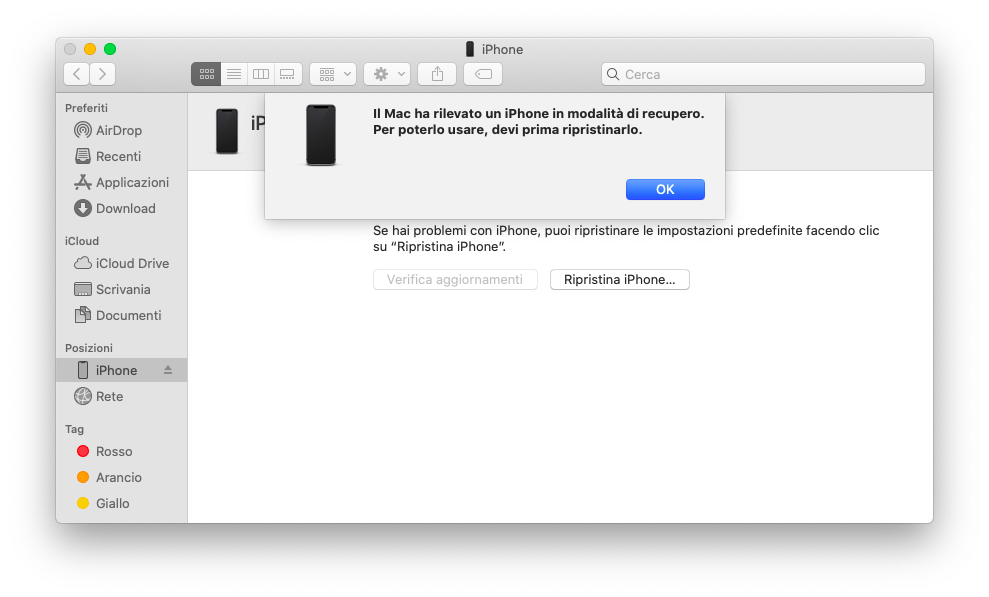 iPhone
Cerca
Preferiti
AirDrop
Recenti
Applicazioni
Download
iCloud
iCloud Drive
Scrivania
Documenti
Posizioni
iPhone
Rete
Tag
Rosso
Arancio
Giallo
iP
Il Mac ha rilevato un iPhone in modalità di recupero.
Per poterlo usare, devi prima ripristinarlo.
OK
Se hai problemi con iPhone, puoi ripristinare le impostazioni predefinite facendo clic
su “Ripristina iPhone”.
Verifica aggiornamenti
Ripristina iPhone...